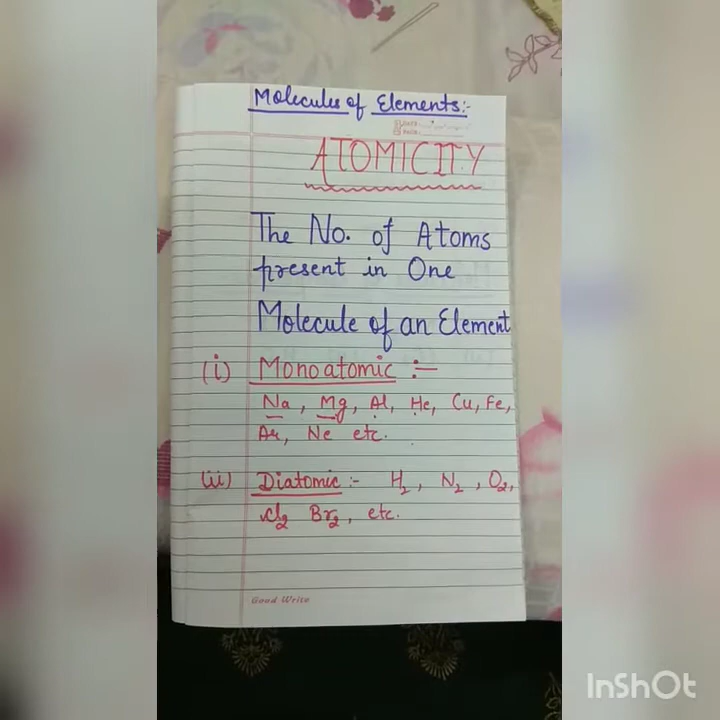 Molecules of Elements:-
ATOMICITY
The No. of Atoms
present in One
Molecule of an Element
(i) Monoatomic :-
Na, Mg, Al, He, Cu, Fe,
Ar, Ne etc.
(ii) Diatomic :- H₂, N₂, O₂,
Cl₂ Br₂, etc.
Good Write
InShOt